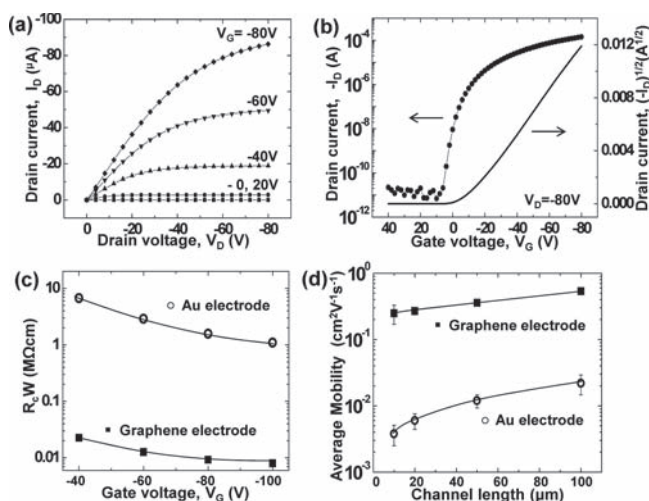 (a)
Drain current, I_D (µA)
-100
-80
-60
-40
-20
0
V_G= -80V
-60V
-40V
- 0, 20V
0 -20 -40 -60 -80
Drain voltage, V_D (V)
(b)
Drain current, -I_D (A)
10^-4
10^-6
10^-8
10^-10
10^-12
V_D=-80V
0.012
0.008
0.004
0.000
Drain current, (-I_D)^1/2(A^1/2)
40 20 0 -20 -40 -60 -80
Gate voltage, V_G (V)
(c)
R_cW (MΩcm)
10
1
0.1
0.01
Au electrode
Graphene electrode
-40 -60 -80 -100
Gate voltage, V_G (V)
(d)
Average Mobility (cm^2V^-1s^-1)
10^0
10^-1
10^-2
10^-3
Graphene electrode
Au electrode
0 20 40 60 80 100
Channel length (µm)